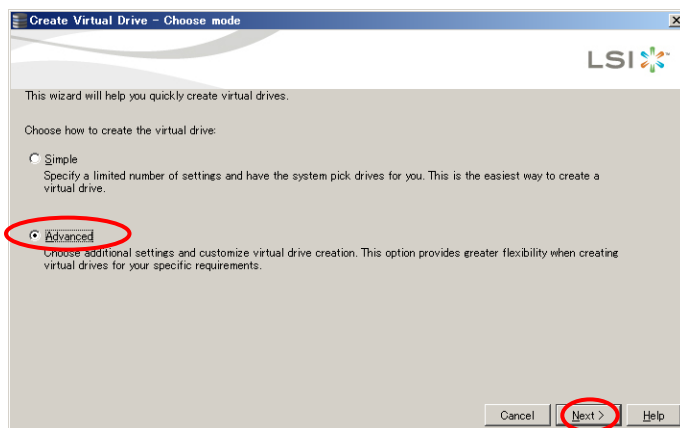 Create Virtual Drive - Choose mode
LSI
This wizard will help you quickly create virtual drives.
Choose how to create the virtual drive:
Simple
Specify a limited number of settings and have the system pick drives for you. This is the easiest way to create a
virtual drive.
Advanced
Choose additional settings and customize virtual drive creation. This option provides greater flexibility when creating
virtual drives for your specific requirements.
Cancel
Next >
Help